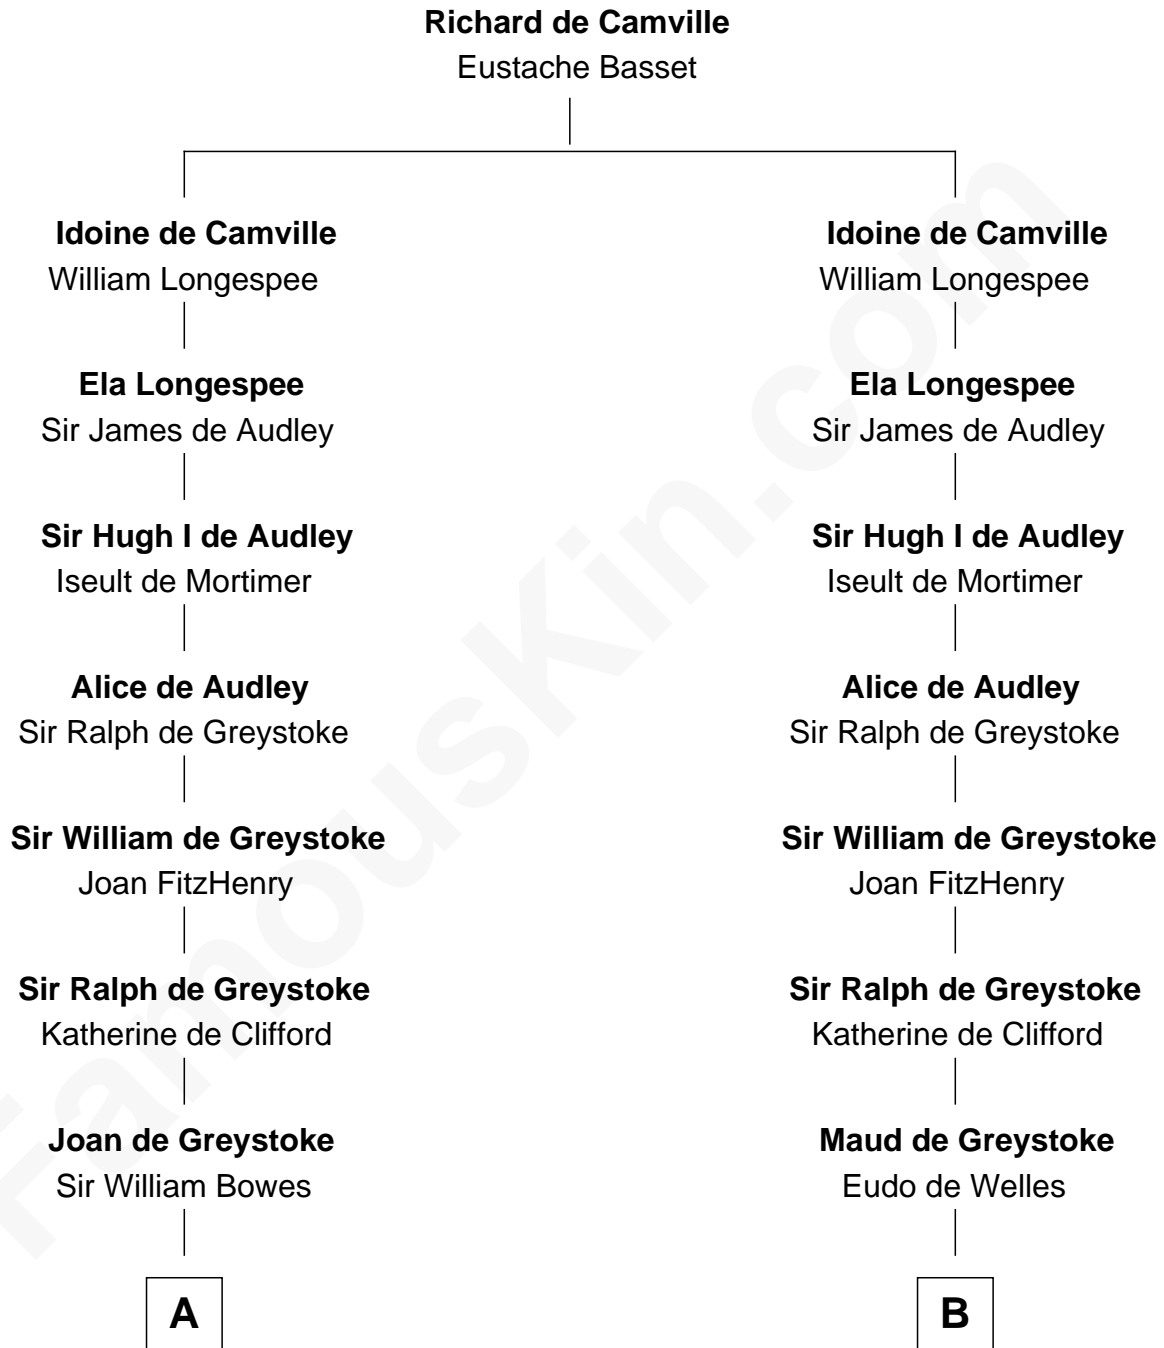 Richard de Camville
Eustache Basset
Idoine de Camville
William Longespee
Ela Longespee
Sir James de Audley
Sir Hugh I de Audley
Iseult de Mortimer
Alice de Audley
Sir Ralph de Greystoke
Sir William de Greystoke
Joan FitzHenry
Sir Ralph de Greystoke
Katherine de Clifford
Joan de Greystoke
Sir William Bowes
A
Idoine de Camville
William Longespee
Ela Longespee
Sir James de Audley
Sir Hugh I de Audley
Iseult de Mortimer
Alice de Audley
Sir Ralph de Greystoke
Sir William de Greystoke
Joan FitzHenry
Sir Ralph de Greystoke
Katherine de Clifford
Maud de Greystoke
Eudo de Welles
B
FamousKin.com